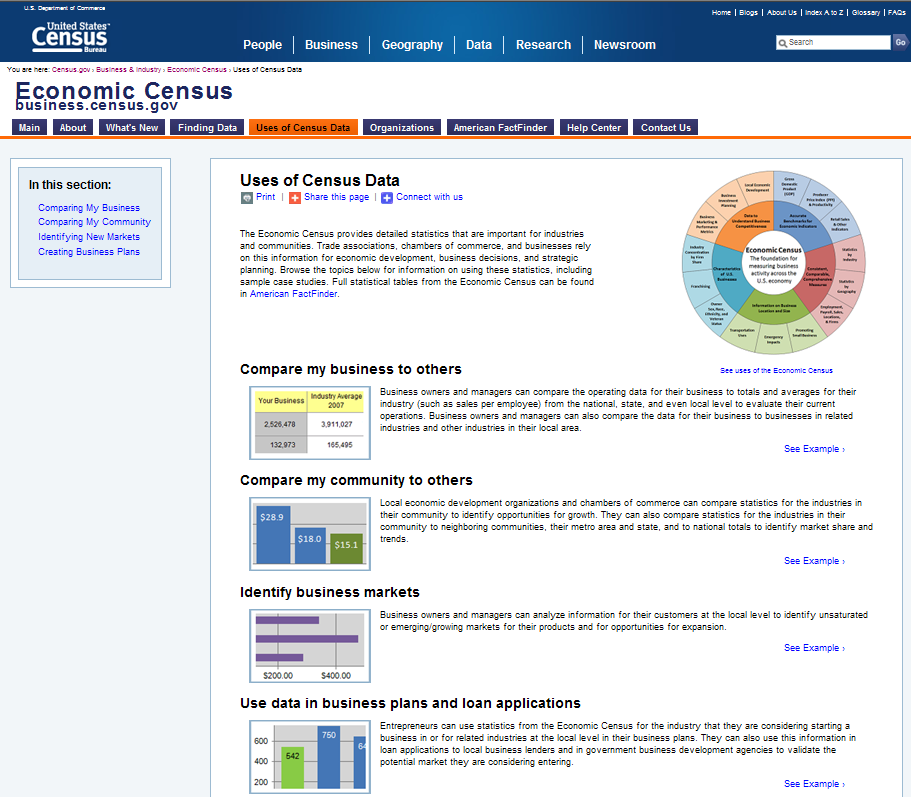 U.S. Department of Commerce
Home | Blogs | About Us | Index A to Z | Glossary | FAQs
United States™
Census
Bureau
People | Business | Geography | Data | Research | Newsroom
Search
Go
You are here: Census.gov › Business & Industry › Economic Census › Uses of Census Data
Economic Census
business.census.gov
Main
About
What's New
Finding Data
Uses of Census Data
Organizations
American FactFinder
Help Center
Contact Us
In this section:
Comparing My Business
Comparing My Community
Identifying New Markets
Creating Business Plans
Uses of Census Data
Print | Share this page | Connect with us
The Economic Census provides detailed statistics that are important for industries
and communities. Trade associations, chambers of commerce, and businesses rely
on this information for economic development, business decisions, and strategic
planning. Browse the topics below for information on using these statistics, including
sample case studies. Full statistical tables from the Economic Census can be found
in American FactFinder.
Economic Census
The foundation for
measuring business
activity across the
U.S. economy
Data to
Understand Business
Competitiveness
Accurate
Benchmarks for
Economic Indicators
Consistent,
Comparable,
Comprehensive
Measures
Information on Business
Location and Size
Characteristics
of U.S.
Businesses
Local Economic
Development
Gross
Domestic
Product
(GDP)
Producer
Price Index (PPI)
& Productivity
Retail Sales
& Other
Indicators
Statistics
by
Industry
Statistics
by
Geography
Employment,
Payroll, Sales,
Locations,
& Firms
Promoting
Small Business
Emergency
Impacts
Transportation
Uses
Owner
Sex, Race,
Ethnicity, and
Veteran
Status
Franchising
Industry
Concentration
by Firm
Share
Business
Marketing &
Performance
Metrics
Business
Investment
Planning
See uses of the Economic Census
Compare my business to others
Your Business
Industry Average
2007
2,526,478
3,911,027
132,973
165,495
Business owners and managers can compare the operating data for their business to totals and averages for their
industry (such as sales per employee) from the national, state, and even local level to evaluate their current
operations. Business owners and managers can also compare the data for their business to businesses in related
industries and other industries in their local area.
See Example ›
Compare my community to others
$28.9
$18.0
$15.1
Local economic development organizations and chambers of commerce can compare statistics for the industries in
their community to identify opportunities for growth. They can also compare statistics for the industries in their
community to neighboring communities, their metro area and state, and to national totals to identify market share and
trends.
See Example ›
Identify business markets
$200.00
$400.00
Business owners and managers can analyze information for their customers at the local level to identify unsaturated
or emerging/growing markets for their products and for opportunities for expansion.
See Example ›
Use data in business plans and loan applications
600
400
200
642
750
64
Entrepreneurs can use statistics from the Economic Census for the industry that they are considering starting a
business in or for related industries at the local level in their business plans. They can also use this information in
loan applications to local business lenders and in government business development agencies to validate the
potential market they are considering entering.
See Example ›